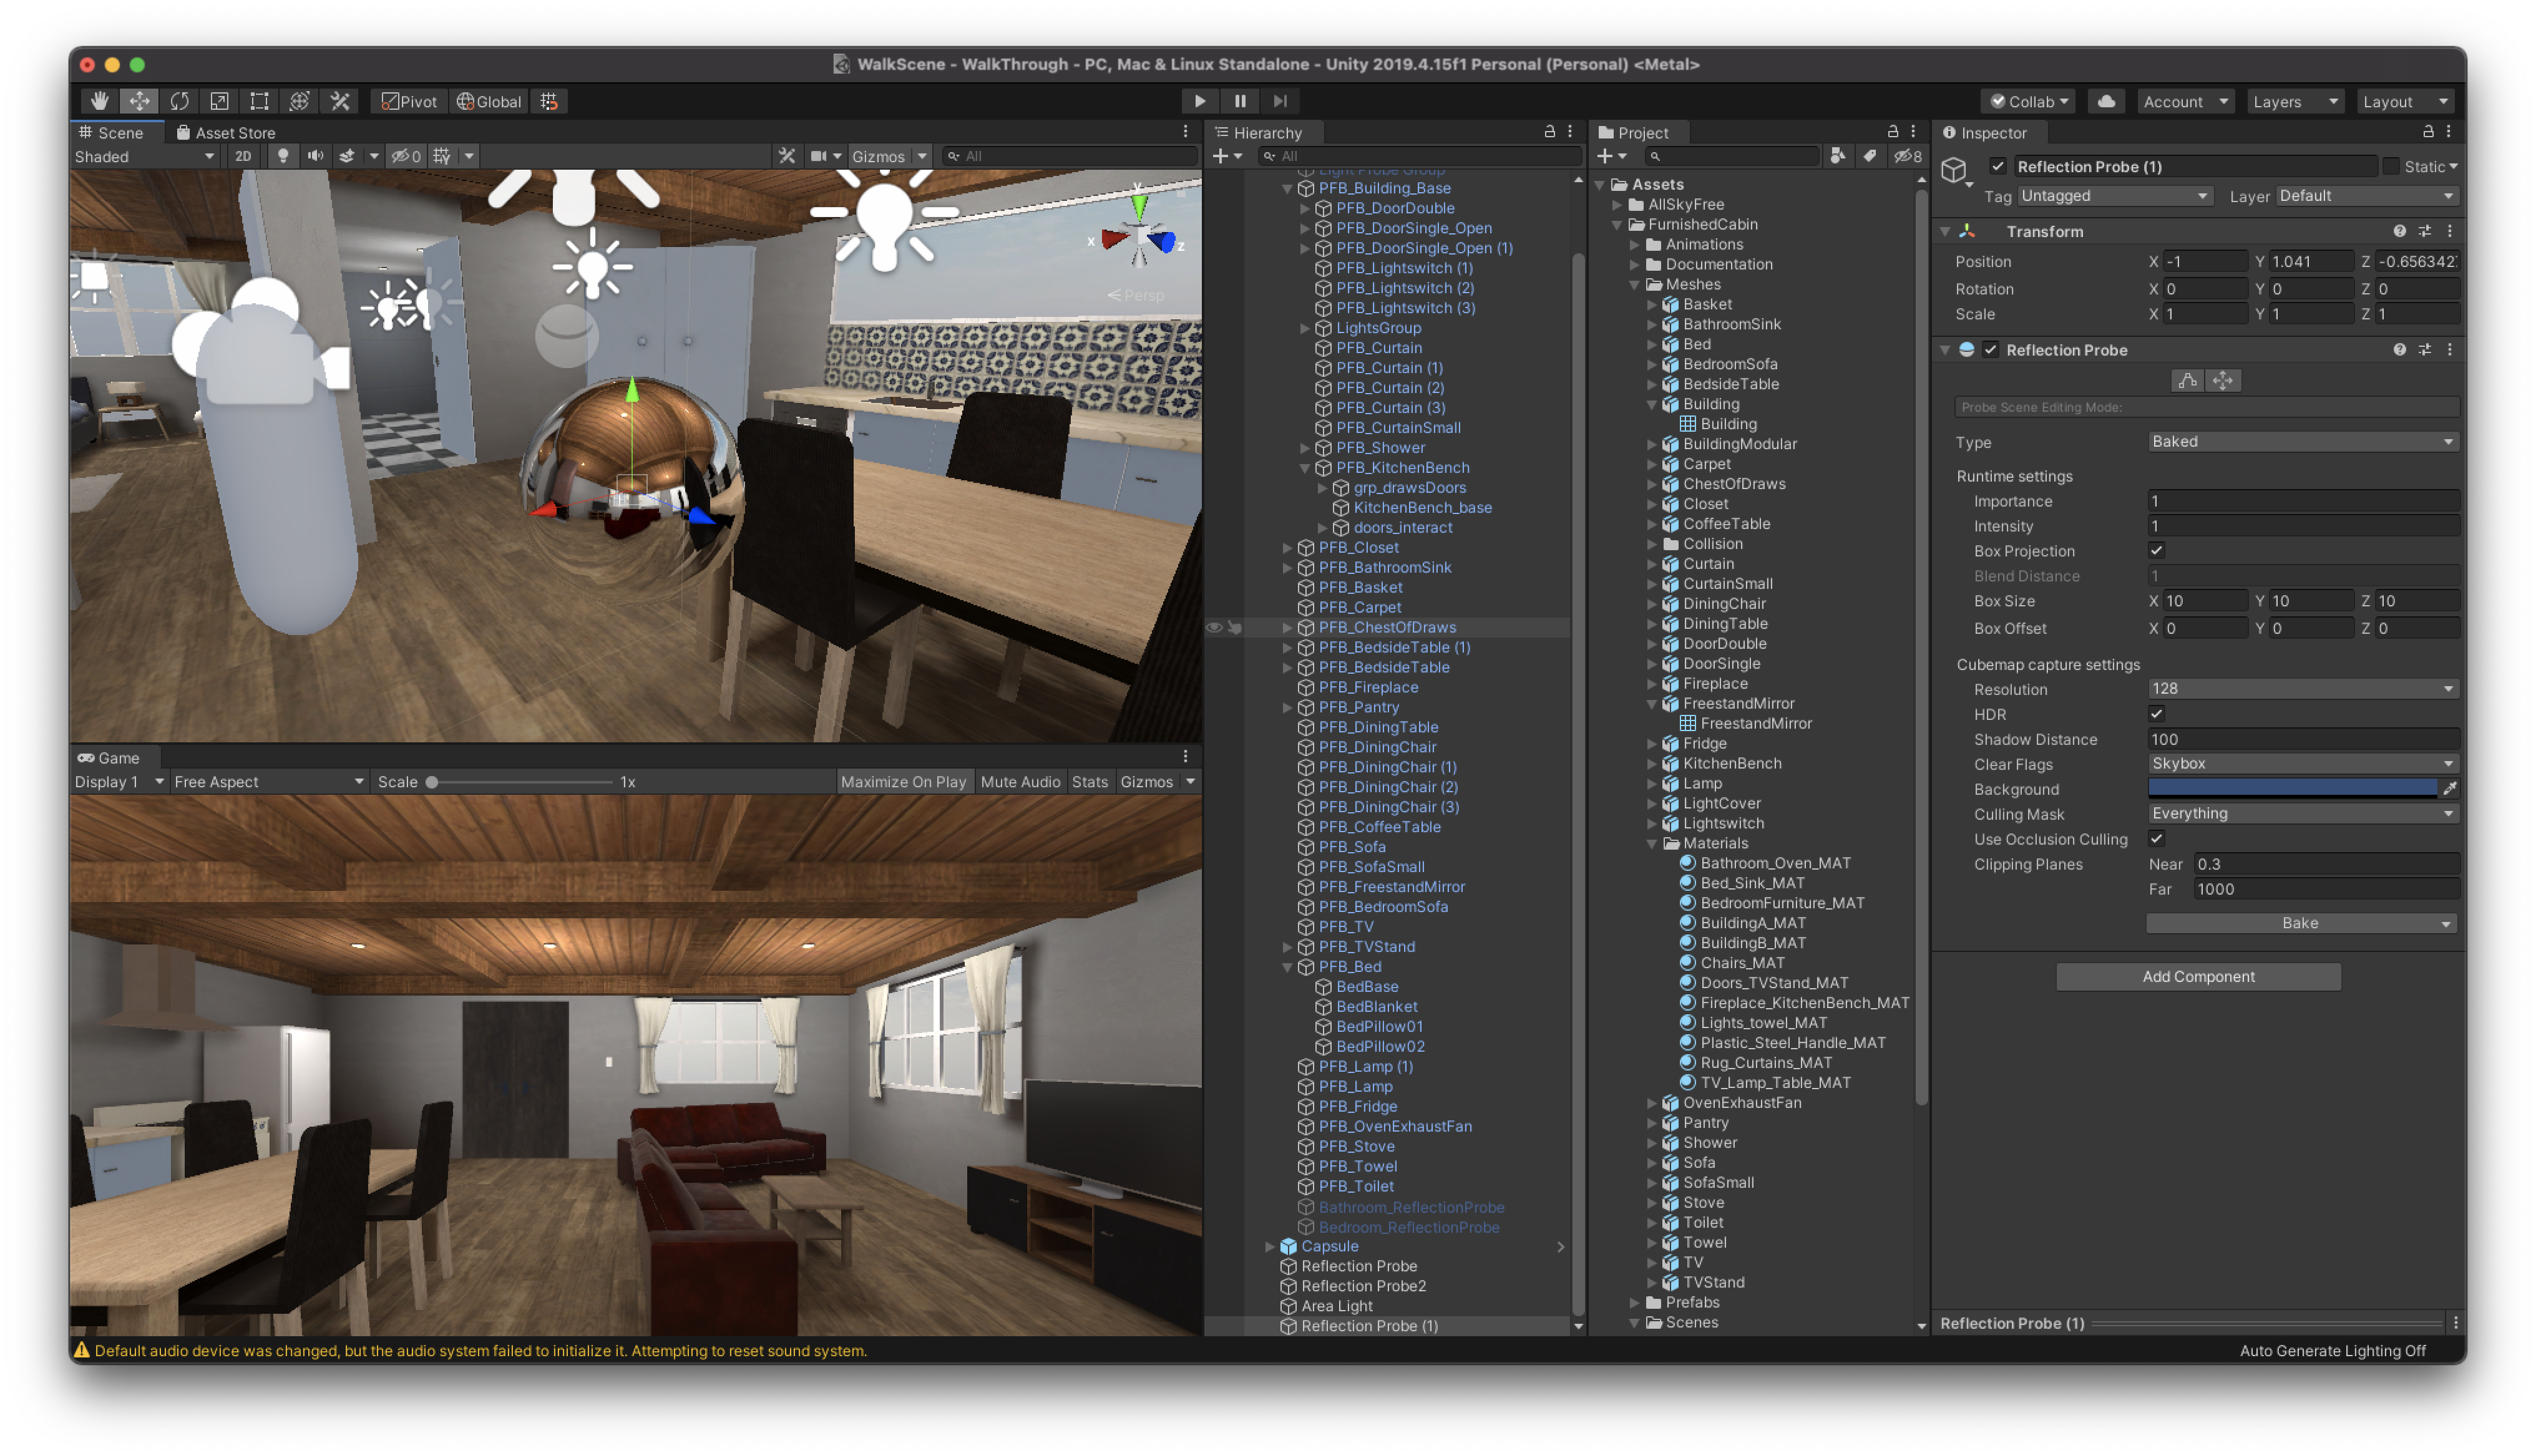 WalkScene - WalkThrough - PC, Mac & Linux Standalone - Unity 2019.4.15f1 Personal (Personal) <Metal>
Pivot Global Collab Account Layers Layout
Scene Asset Store
Shaded 2D 0 Gizmos All
y
x
z
Persp
Game
Display 1 Free Aspect Scale 1x Maximize On Play Mute Audio Stats Gizmos
Hierarchy
All
Light Probe Group
PFB_Building_Base
PFB_DoorDouble
PFB_DoorSingle_Open
PFB_DoorSingle_Open (1)
PFB_Lightswitch (1)
PFB_Lightswitch (2)
PFB_Lightswitch (3)
LightsGroup
PFB_Curtain
PFB_Curtain (1)
PFB_Curtain (2)
PFB_Curtain (3)
PFB_CurtainSmall
PFB_Shower
PFB_KitchenBench
grp_drawsDoors
KitchenBench_base
doors_interact
PFB_Closet
PFB_BathroomSink
PFB_Basket
PFB_Carpet
PFB_ChestOfDraws
PFB_BedsideTable (1)
PFB_BedsideTable
PFB_Fireplace
PFB_Pantry
PFB_DiningTable
PFB_DiningChair
PFB_DiningChair (1)
PFB_DiningChair (2)
PFB_DiningChair (3)
PFB_CoffeeTable
PFB_Sofa
PFB_SofaSmall
PFB_FreestandMirror
PFB_BedroomSofa
PFB_TV
PFB_TVStand
PFB_Bed
BedBase
BedBlanket
BedPillow01
BedPillow02
PFB_Lamp (1)
PFB_Lamp
PFB_Fridge
PFB_OvenExhaustFan
PFB_Stove
PFB_Towel
PFB_Toilet
Bathroom_ReflectionProbe
Bedroom_ReflectionProbe
Capsule
Reflection Probe
Reflection Probe2
Area Light
Reflection Probe (1)
Project
8
Assets
AllSkyFree
FurnishedCabin
Animations
Documentation
Meshes
Basket
BathroomSink
Bed
BedroomSofa
BedsideTable
Building
Building
BuildingModular
Carpet
ChestOfDraws
Closet
CoffeeTable
Collision
Curtain
CurtainSmall
DiningChair
DiningTable
DoorDouble
DoorSingle
Fireplace
FreestandMirror
FreestandMirror
Fridge
KitchenBench
Lamp
LightCover
Lightswitch
Materials
Bathroom_Oven_MAT
Bed_Sink_MAT
BedroomFurniture_MAT
BuildingA_MAT
BuildingB_MAT
Chairs_MAT
Doors_TVStand_MAT
Fireplace_KitchenBench_MAT
Lights_towel_MAT
Plastic_Steel_Handle_MAT
Rug_Curtains_MAT
TV_Lamp_Table_MAT
OvenExhaustFan
Pantry
Shower
Sofa
SofaSmall
Stove
Toilet
Towel
TV
TVStand
Prefabs
Scenes
Inspector
Reflection Probe (1) Static
Tag Untagged Layer Default
Transform
Position X -1 Y 1.041 Z -0.656342
Rotation X 0 Y 0 Z 0
Scale X 1 Y 1 Z 1
Reflection Probe
Probe Scene Editing Mode:
Type Baked
Runtime settings
Importance 1
Intensity 1
Box Projection
Blend Distance 1
Box Size X 10 Y 10 Z 10
Box Offset X 0 Y 0 Z 0
Cubemap capture settings
Resolution 128
HDR
Shadow Distance 100
Clear Flags Skybox
Background
Culling Mask Everything
Use Occlusion Culling
Clipping Planes Near 0.3
Far 1000
Bake
Add Component
Reflection Probe (1)
Default audio device was changed, but the audio system failed to initialize it. Attempting to reset sound system.
Auto Generate Lighting Off